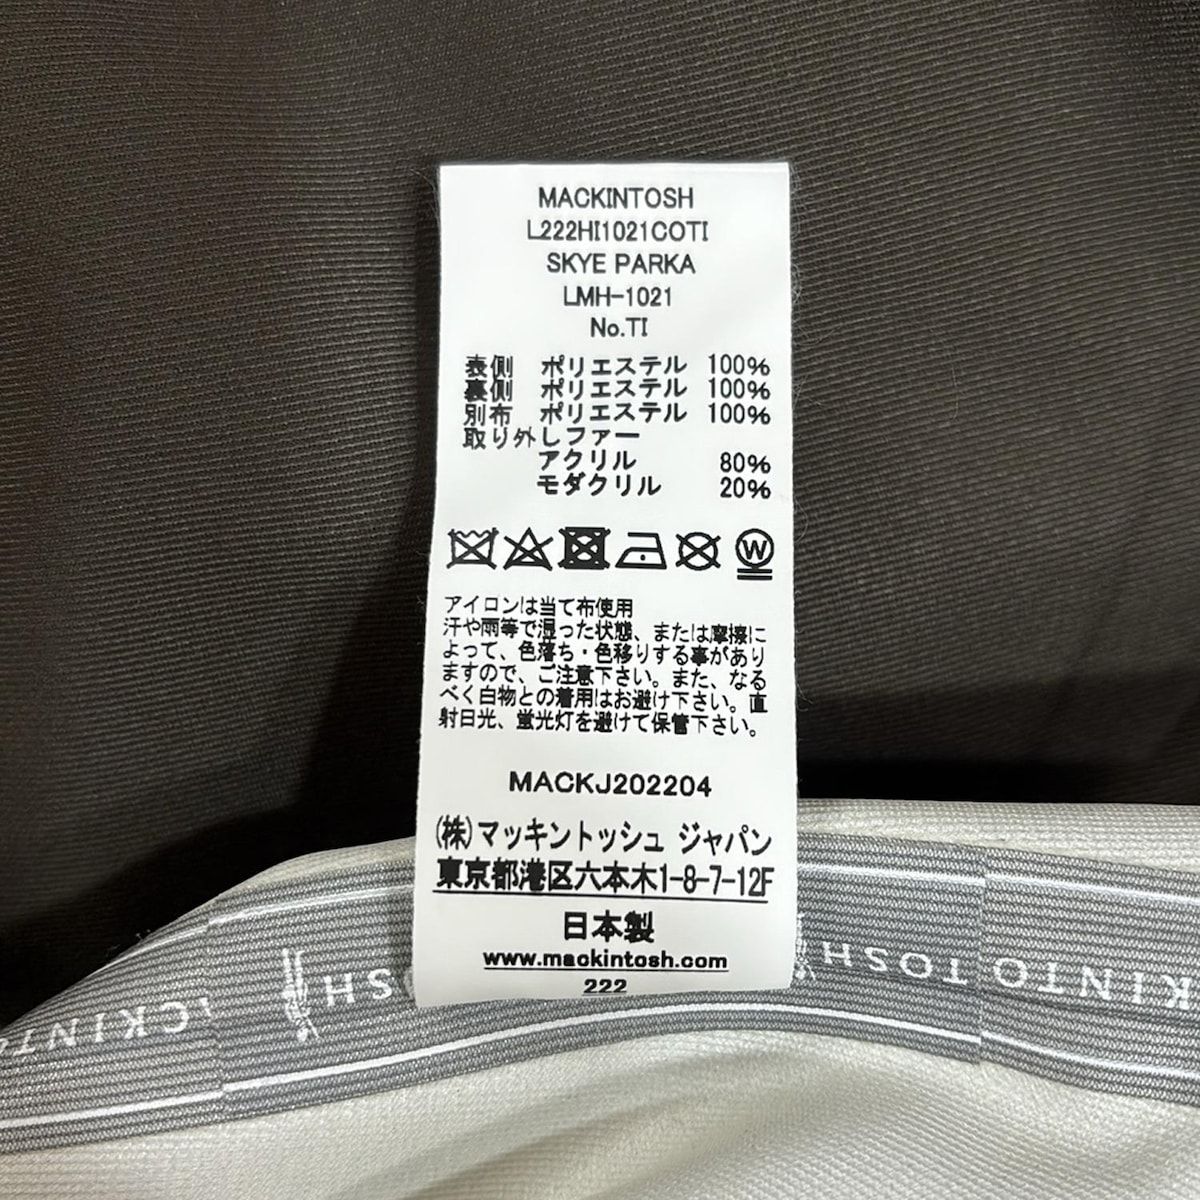 MACKINTOSH
L222HI1021COTI
SKYE PARKA
LMH-1021
No.TI
表側 ポリエステル 100%
裏側 ポリエステル 100%
別布 ポリエステル 100%
取り外しファー
アクリル 80%
モダクリル 20%
W
アイロンは当て布使用
汗や雨等で湿った状態、または摩擦に
よって、色落ち・色移りする事があり
ますので、ご注意下さい。また、なる
べく白物との着用はお避け下さい。直
射日光、蛍光灯を避けて保管下さい。
MACKJ202204
(株)マッキントッシュ ジャパン
東京都港区六本木1-8-7-12F
日本製
www.mackintosh.com
222
CKINTO
TOSH
KINTO TOSHO